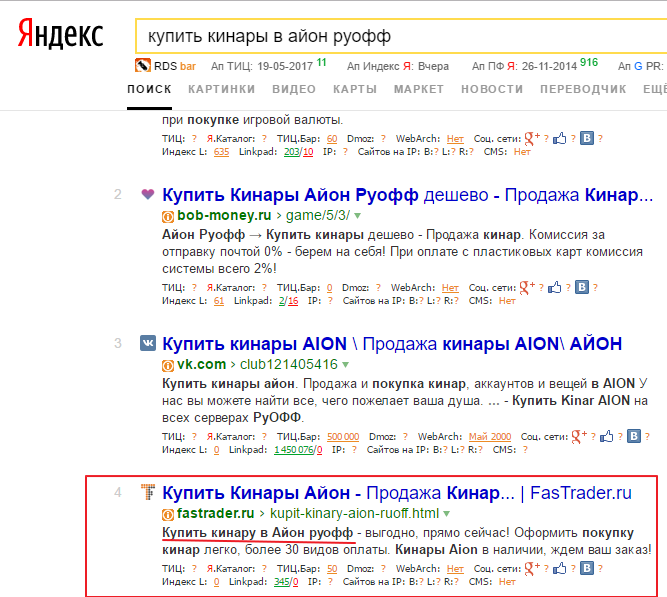 Яндекс
купить кинары в айон руофф
RDS bar Ап ТИЦ: 19-05-2017 11 Ап Индекс Я: Вчера Ап ПФ Я: 26-11-2014 916 Ап G PR:
ПОИСК КАРТИНКИ ВИДЕО КАРТЫ МАРКЕТ НОВОСТИ ПЕРЕВОДЧИК ЕЩЁ
при покупке игровой валюты.
ТИЦ: ? Я.Каталог: ? ТИЦ.Бар: 60 Dmoz: ? WebArch: Нет Соц. сети: g+ ? ? B ?
Индекс L: 635 Linkpad: 203/10 IP: ? Сайтов на IP: B:? L:? R:? CMS: Нет
2 Купить Кинары Айон Руофф дешево - Продажа Кинар...
bob-money.ru > game/5/3/
Айон Руофф → Купить кинары дешево - Продажа кинар. Комиссия за
отправку почтой 0% - берем на себя! При оплате с пластиковых карт комиссия
системы всего 2%!
ТИЦ: ? Я.Каталог: ? ТИЦ.Бар: 0 Dmoz: ? WebArch: Нет Соц. сети: g+ ? ? B ?
Индекс L: 61 Linkpad: 2/16 IP: ? Сайтов на IP: B:? L:? R:? CMS: Нет
3 Купить кинары AION \ Продажа кинары AION\ АЙОН
vk.com > club121405416
Купить кинары айон. Продажа и покупка кинар, аккаунтов и вещей в AION У
нас вы можете найти все, чего пожелает ваша душа. ... - Купить Kinar AION на
всех серверах РуОФФ.
ТИЦ: ? Я.Каталог: ? ТИЦ.Бар: 500 000 Dmoz: ? WebArch: Май 2000 Соц. сети: g+ ? ? B ?
Индекс L: 0 Linkpad: 1 450 076/0 IP: ? Сайтов на IP: B:? L:? R:? CMS: ?
4 Купить Кинары Айон - Продажа Кинар... | FasTrader.ru
fastrader.ru > kupit-kinary-aion-ruoff.html
Купить кинару в Айон руофф - выгодно, прямо сейчас! Оформить покупку
кинар легко, более 30 видов оплаты. Кинары Aion в наличии, ждем ваш заказ!
ТИЦ: ? Я.Каталог: ? ТИЦ.Бар: 50 Dmoz: ? WebArch: Нет Соц. сети: g+ ? ? B ?
Индекс L: 0 Linkpad: 345/0 IP: ? Сайтов на IP: B:? L:? R:? CMS: Нет